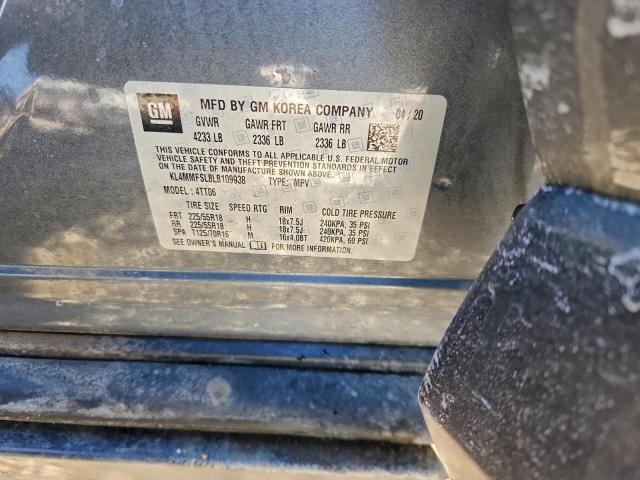 GM
MFD BY GM KOREA COMPANY 04/20
GVWR GAWR FRT GAWR RR
4233 LB 2336 LB 2336 LB
THIS VEHICLE CONFORMS TO ALL APPLICABLE U.S. FEDERAL MOTOR
VEHICLE SAFETY AND THEFT PREVENTION STANDARDS IN EFFECT
ON THE DATE OF MANUFACTURE SHOWN ABOVE.
KL4MMFSL8LB109938 TYPE: MPV
MODEL: 4TT06
TIRE SIZE SPEED RTG RIM COLD TIRE PRESSURE
FRT 225/55R18 H 18x7.5J 240KPA, 35 PSI
RR 225/55R18 H 18x7.5J 240KPA, 35 PSI
SPA T125/70R16 M 16x4.0BT 420KPA, 60 PSI
SEE OWNER'S MANUAL FOR MORE INFORMATION.